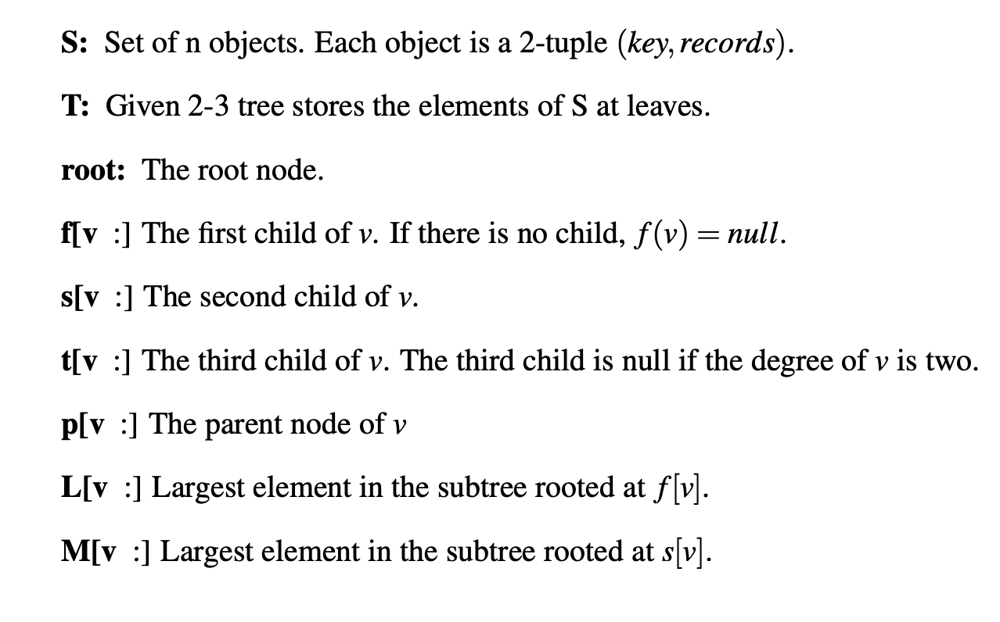 S: Set of n objects. Each object is a 2-tuple (key, records).
T: Given 2-3 tree stores the elements of S at leaves.
root: The root node.
f[v :] The first child of v. If there is no child, f(v) = null.
s[v :] The second child of v.
t[v :] The third child of v. The third child is null if the degree of v is two.
p[v :] The parent node of v
L[v :] Largest element in the subtree rooted at f[v].
M[v :] Largest element in the subtree rooted at s[v].